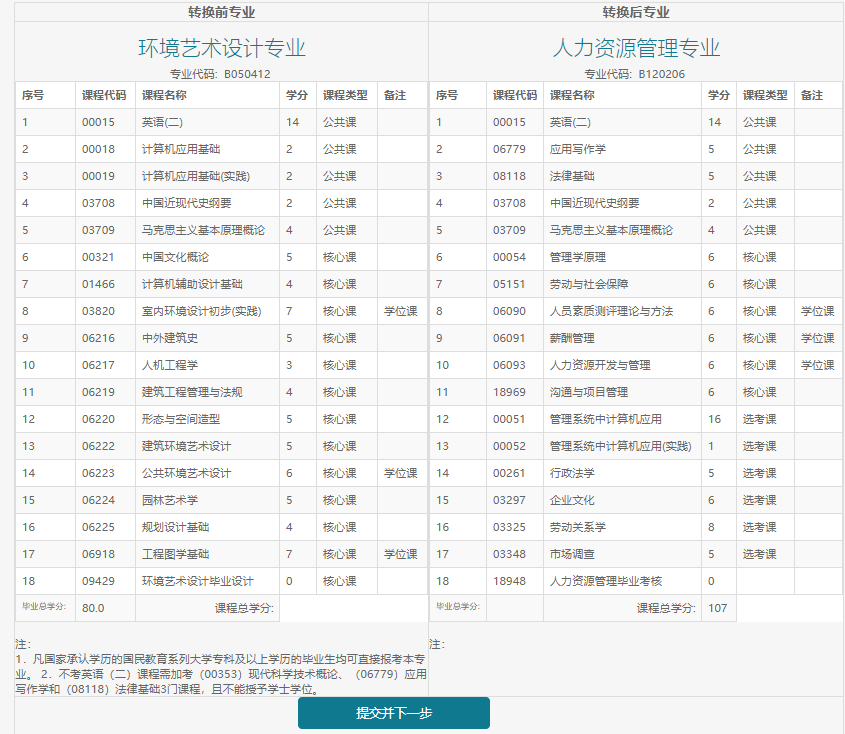 转换前专业 转换后专业
环境艺术设计专业 人力资源管理专业
专业代码: B050412 专业代码: B120206
序号 课程代码 课程名称 学分 课程类型 备注 序号 课程代码 课程名称 学分 课程类型 备注
1 00015 英语(二) 14 公共课 1 00015 英语(二) 14 公共课
2 00018 计算机应用基础 2 公共课 2 06779 应用写作学 5 公共课
3 00019 计算机应用基础(实践) 2 公共课 3 08118 法律基础 5 公共课
4 03708 中国近现代史纲要 2 公共课 4 03708 中国近现代史纲要 2 公共课
5 03709 马克思主义基本原理概论 4 公共课 5 03709 马克思主义基本原理概论 4 公共课
6 00321 中国文化概论 5 核心课 6 00054 管理学原理 6 核心课
7 01466 计算机辅助设计基础 4 核心课 7 05151 劳动与社会保障 6 核心课
8 03820 室内环境设计初步(实践) 7 核心课 学位课 8 06090 人员素质测评理论与方法 6 核心课 学位课
9 06216 中外建筑史 5 核心课 9 06091 薪酬管理 6 核心课 学位课
10 06217 人机工程学 3 核心课 10 06093 人力资源开发与管理 6 核心课 学位课
11 06219 建筑工程管理与法规 4 核心课 11 18969 沟通与项目管理 6 核心课
12 06220 形态与空间造型 5 核心课 12 00051 管理系统中计算机应用 16 选考课
13 06222 建筑环境艺术设计 5 核心课 13 00052 管理系统中计算机应用(实践) 1 选考课
14 06223 公共环境艺术设计 6 核心课 学位课 14 00261 行政法学 5 选考课
15 06224 园林艺术学 5 核心课 15 03297 企业文化 6 选考课
16 06225 规划设计基础 4 核心课 16 03325 劳动关系学 8 选考课
17 06918 工程图学基础 7 核心课 学位课 17 03348 市场调查 5 选考课
18 09429 环境艺术设计毕业设计 0 核心课 18 18948 人力资源管理毕业考核 0
毕业总学分: 80.0 课程总学分: 毕业总学分: 课程总学分: 107
注: 注:
1．凡国家承认学历的国民教育系列大学专科及以上学历的毕业生均可直接报考本专
业。 2．不考英语（二）课程需加考（00353）现代科学技术概论、（06779）应用
写作学和（08118）法律基础3门课程，且不能授予学士学位。
提交并下一步